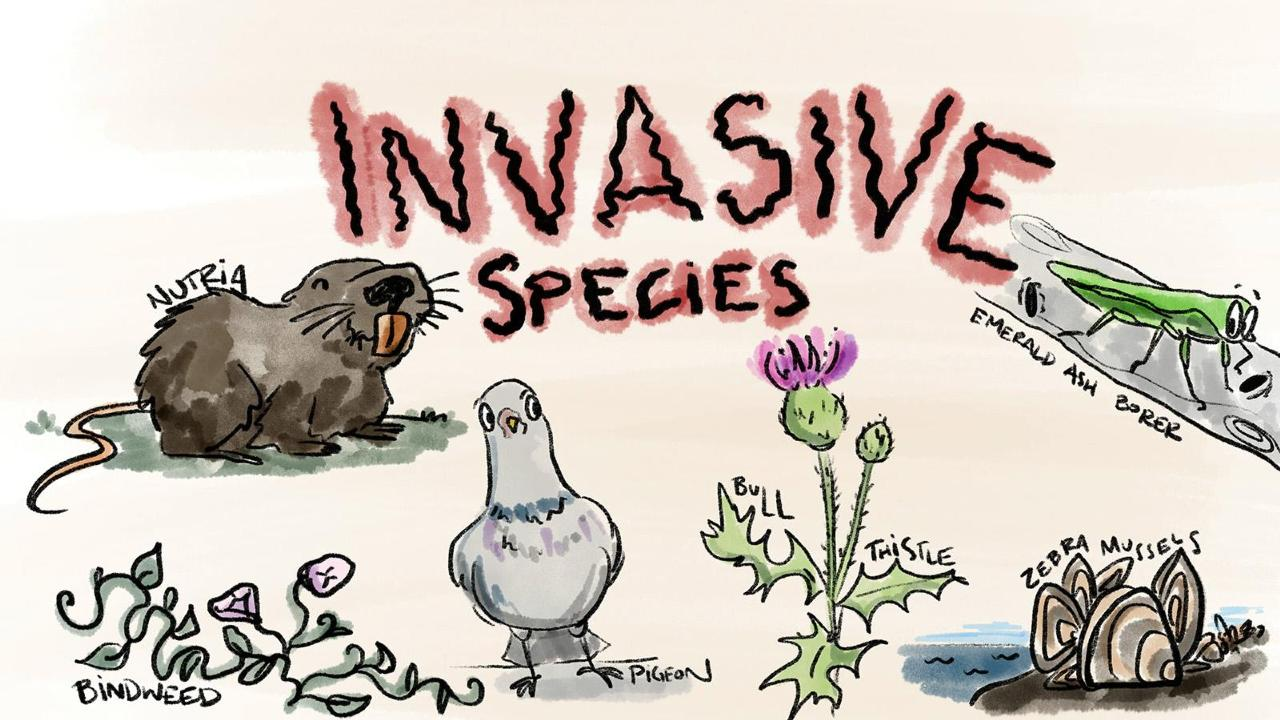 INVASIVE
SPECIES
NUTRIA
EMERALD ASH BORER
BULL
THISTLE
ZEBRA MUSSELS
PIGEON
BINDWEED